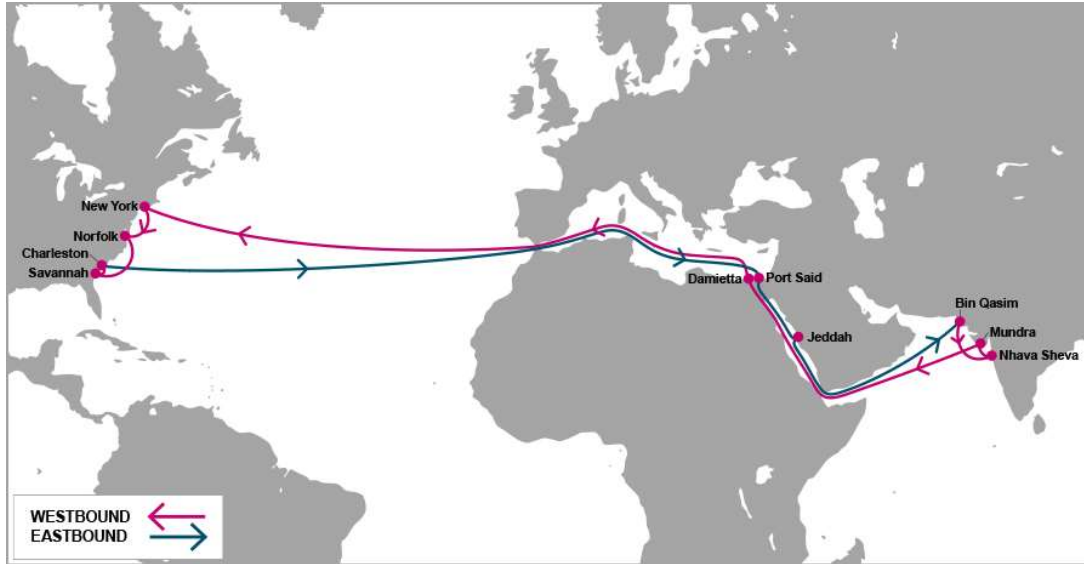 New York
Norfolk
Charleston
Savannah
Damietta
Port Said
Jeddah
Bin Qasim
Mundra
Nhava Sheva
WESTBOUND
EASTBOUND